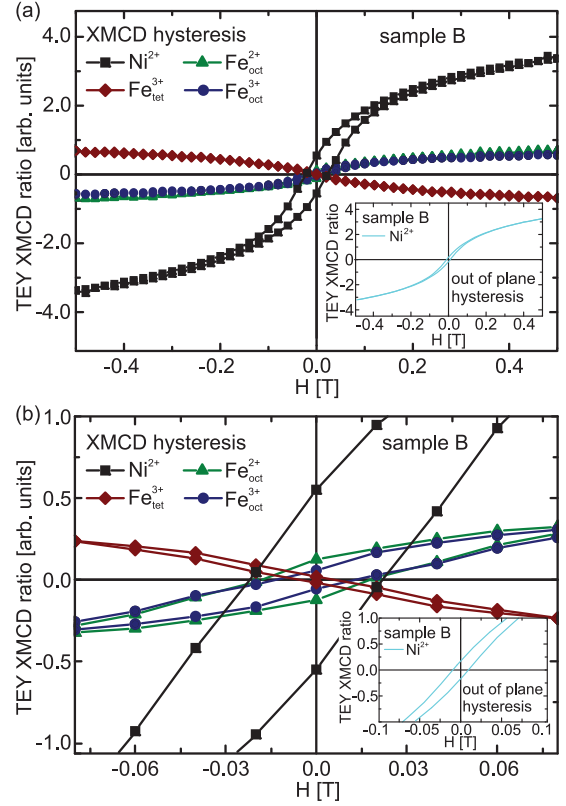 (a)
XMCD hysteresis
sample B
Ni²⁺
Fe²⁺oct
Fe³⁺tet
Fe³⁺oct
TEY XMCD ratio [arb. units]
4.0
2.0
0
-2.0
-4.0
-0.4
-0.2
0.0
0.2
0.4
H [T]
sample B
Ni²⁺
out of plane
hysteresis
TEY XMCD ratio
4
2
0
-2
-4
-0.4
-0.2
0.0
0.2
0.4
H [T]
(b)
XMCD hysteresis
sample B
Ni²⁺
Fe²⁺oct
Fe³⁺tet
Fe³⁺oct
TEY XMCD ratio [arb. units]
1.0
0.5
0.0
-0.5
-1.0
-0.06
-0.03
0.0
0.03
0.06
H [T]
sample B
Ni²⁺
out of plane
hysteresis
TEY XMCD ratio
1.0
0.5
0.0
-0.5
-0.1
-0.05
0.0
0.05
0.1
H [T]